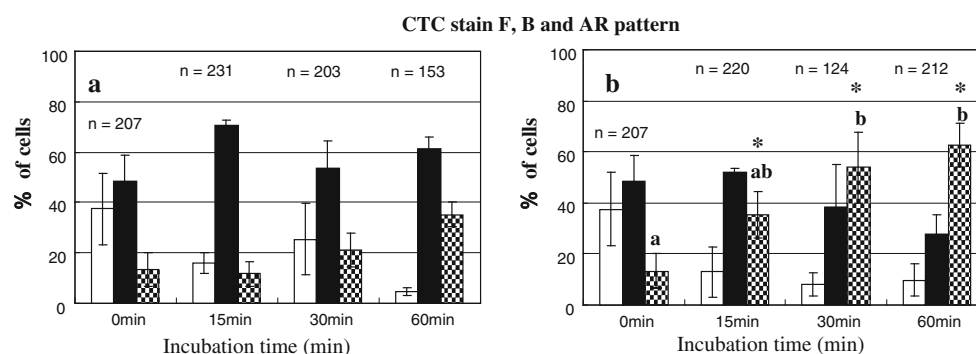 CTC stain F, B and AR pattern
a
% of cells
100
80
60
40
20
0
n = 207
n = 231
n = 203
n = 153
0min
15min
30min
60min
Incubation time (min)
b
% of cells
100
80
60
40
20
0
n = 207
n = 220
n = 124
n = 212
a
*
ab
*
b
*
b
0min
15min
30min
60min
Incubation time (min)